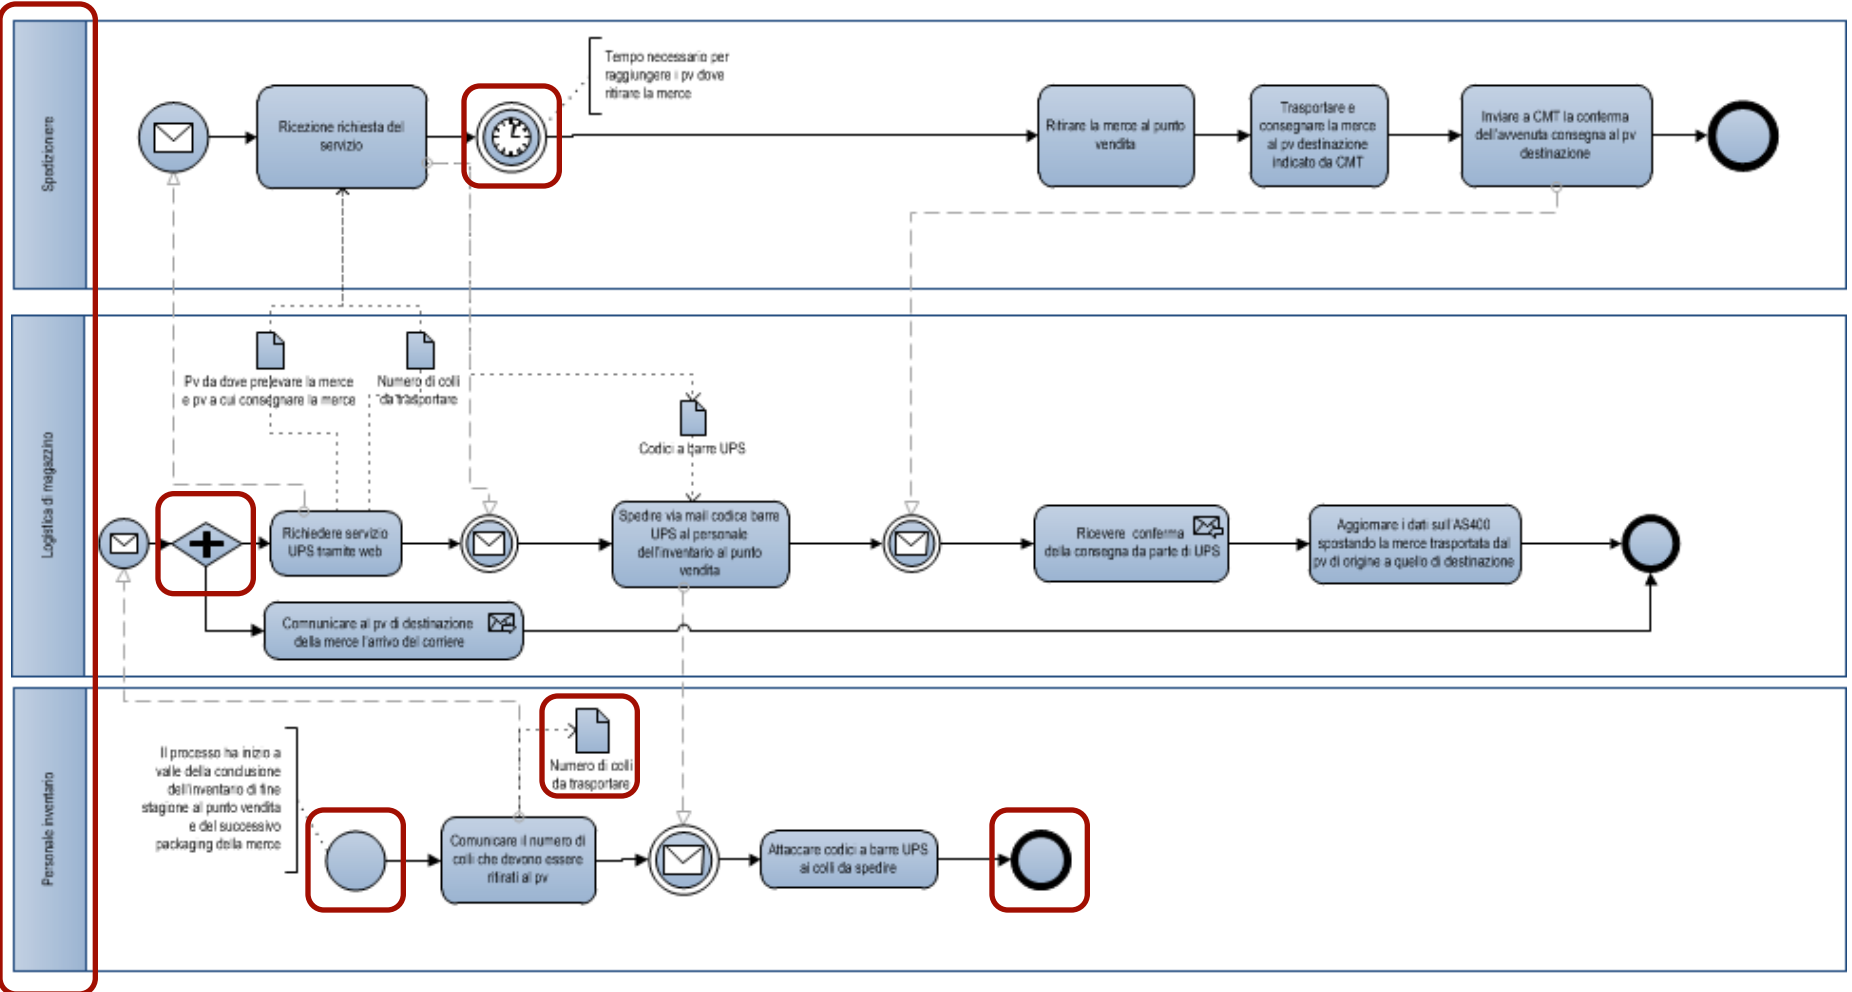 Spedizioniere
Tempo necessario per
raggiungere i pv dove
ritirare la merce
Ricezione richiesta del
servizio
Ritirare la merce al punto
vendita
Trasportare e
consegnare la merce
al pv destinazione
indicato da CMT
Inviare a CMT la conferma
dell'avvenuta consegna al pv
destinazione
Logistica di magazzino
Pv da dove prelevare la merce
e pv a cui consegnare la merce
Numero di colli
da trasportare
Codici a barre UPS
Richiedere servizio
UPS tramite web
Spedire via mail codice barre
UPS al personale
dell'inventario al punto
vendita
Ricevere conferma
della consegna da parte di UPS
Aggiornare i dati sull'AS400
spostando la merce trasportata dal
pv di origine a quello di destinazione
Comunicare al pv di destinazione
della merce l'arrivo del corriere
Personale inventario
Il processo ha inizio a
valle della conclusione
dell'inventario di fine
stagione al punto vendita
e del successivo
packaging della merce
Numero di colli
da trasportare
Comunicare il numero di
colli che devono essere
ritirati al pv
Attaccare codici a barre UPS
ai colli da spedire